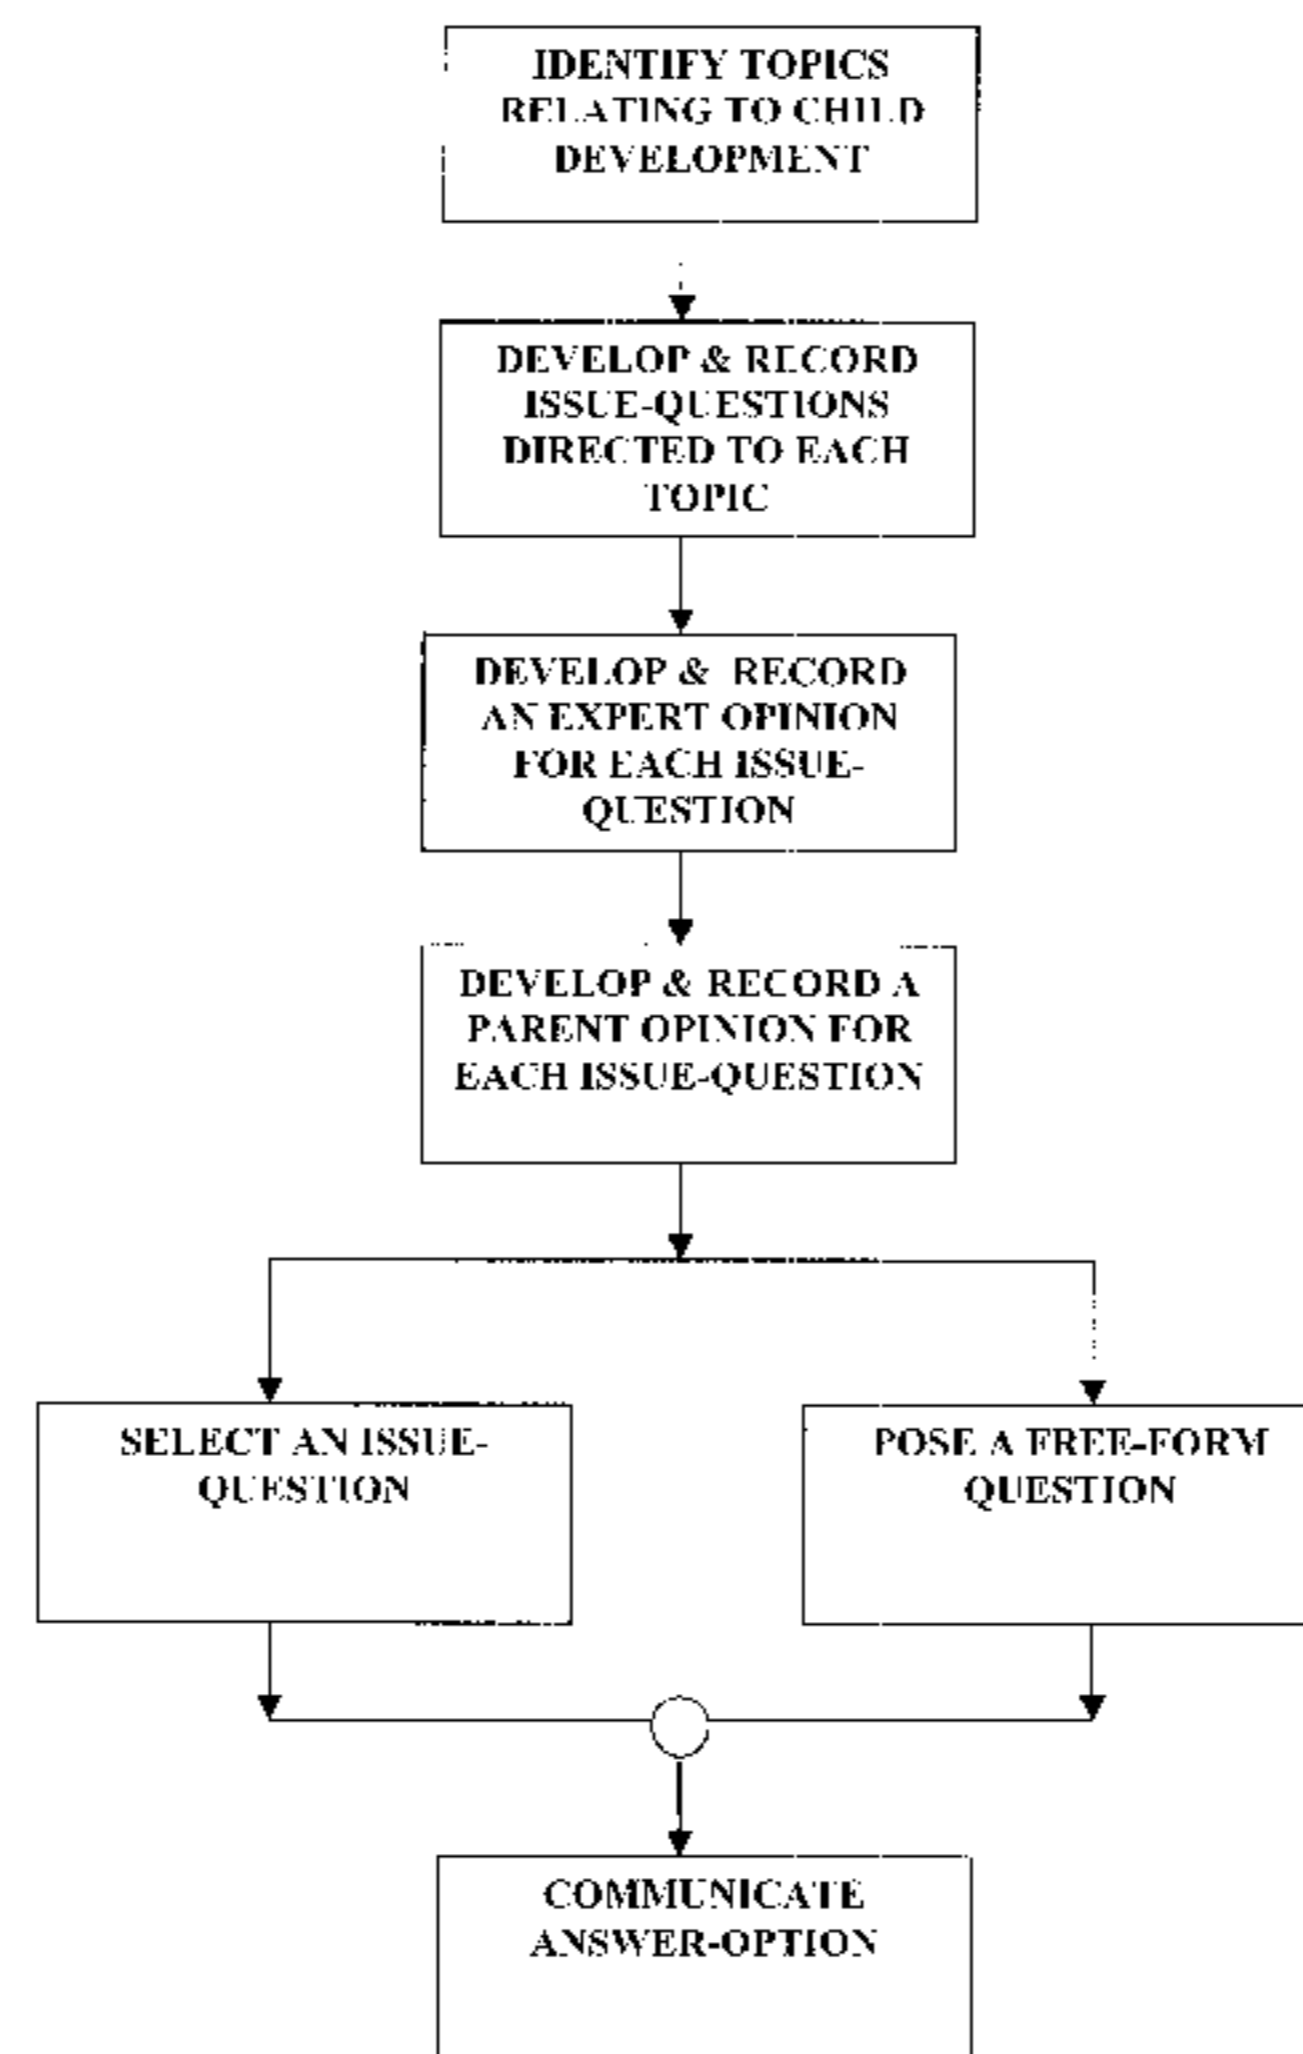 IDENTIFY TOPICS
RELATING TO CHILD
DEVELOPMENT
DEVELOP & RECORD
ISSUE-QUESTIONS
DIRECTED TO EACH
TOPIC
DEVELOP & RECORD
AN EXPERT OPINION
FOR EACH ISSUE-
QUESTION
DEVELOP & RECORD A
PARENT OPINION FOR
EACH ISSUE-QUESTION
SELECT AN ISSUE-
QUESTION
POSE A FREE-FORM
QUESTION
COMMUNICATE
ANSWER-OPTION